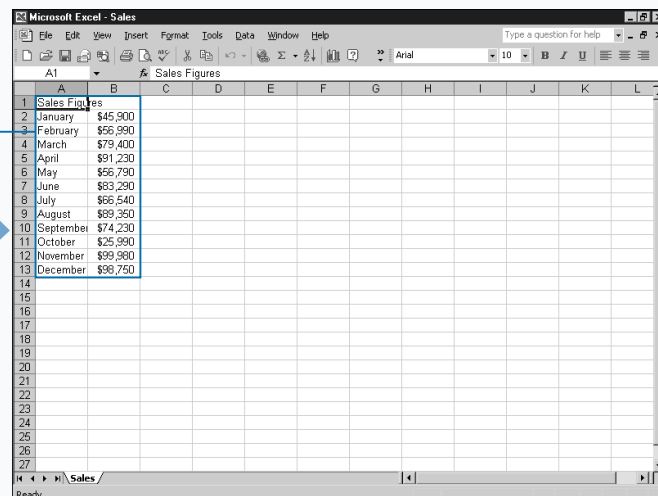 Microsoft Excel - Sales
File Edit View Insert Format Tools Data Window Help Type a question for help
Arial 10 B I U
A1 fx Sales Figures
A B C D E F G H I J K L
1 Sales Figures
2 January $45,900
3 February $56,990
4 March $79,400
5 April $91,230
6 May $56,790
7 June $83,290
8 July $66,540
9 August $89,350
10 September $74,230
11 October $25,990
12 November $99,980
13 December $98,750
14
15
16
17
18
19
20
21
22
23
24
25
26
27
Sales
Ready